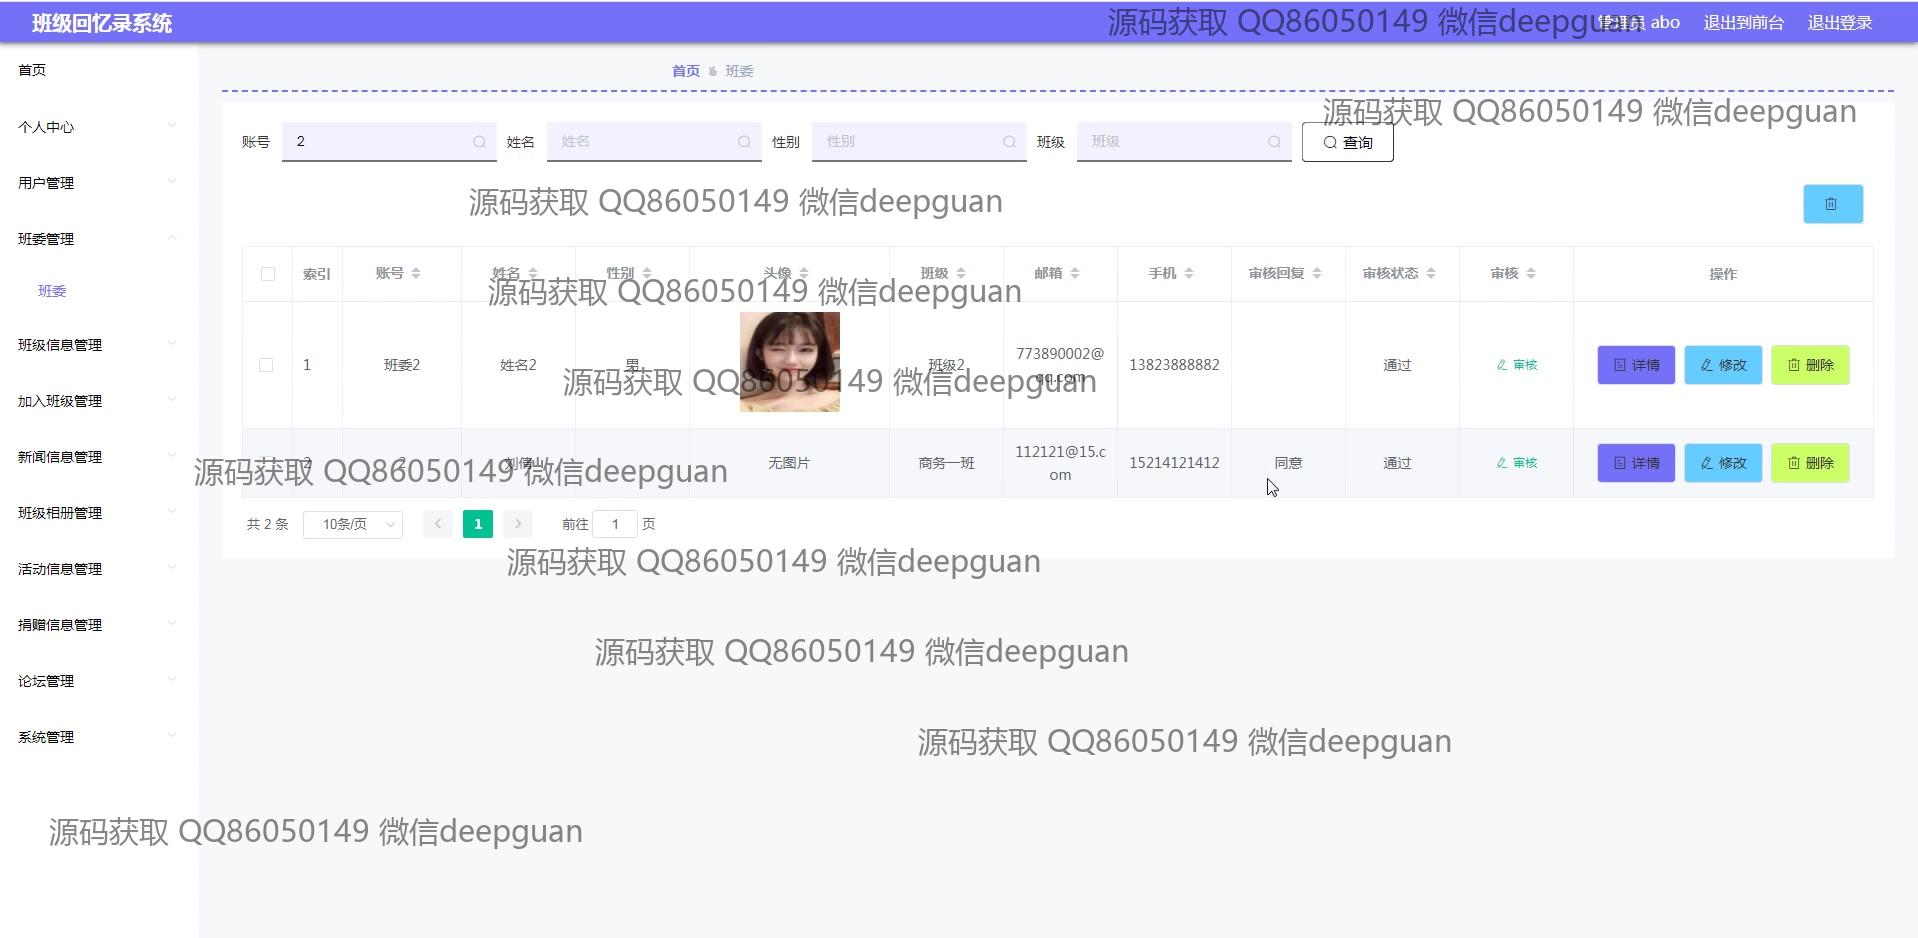 班级回忆录系统
源码获取 QQ86050149 微信deepguan
管理员 abo 退出到前台 退出登录
首页
个人中心
用户管理
班委管理
班委
班级信息管理
加入班级管理
新闻信息管理
班级相册管理
活动信息管理
捐赠信息管理
论坛管理
系统管理
首页 班委
源码获取 QQ86050149 微信deepguan
账号 2 姓名 姓名 性别 性别 班级 班级 查询
源码获取 QQ86050149 微信deepguan
索引 账号 姓名 性别 头像 班级 邮箱 手机 审核回复 审核状态 审核 操作
源码获取 QQ86050149 微信deepguan
1 班委2 姓名2 男 班级2 773890002@ 13823888882 通过 审核 详情 修改 删除
qq.com
源码获取 QQ86050149 微信deepguan
2 2 无图片 商务一班 112121@15.c 15214121412 同意 通过 审核 详情 修改 删除
om
源码获取 QQ86050149 微信deepguan
共 2 条 10条/页 1 前往 1 页
源码获取 QQ86050149 微信deepguan
源码获取 QQ86050149 微信deepguan
源码获取 QQ86050149 微信deepguan
源码获取 QQ86050149 微信deepguan